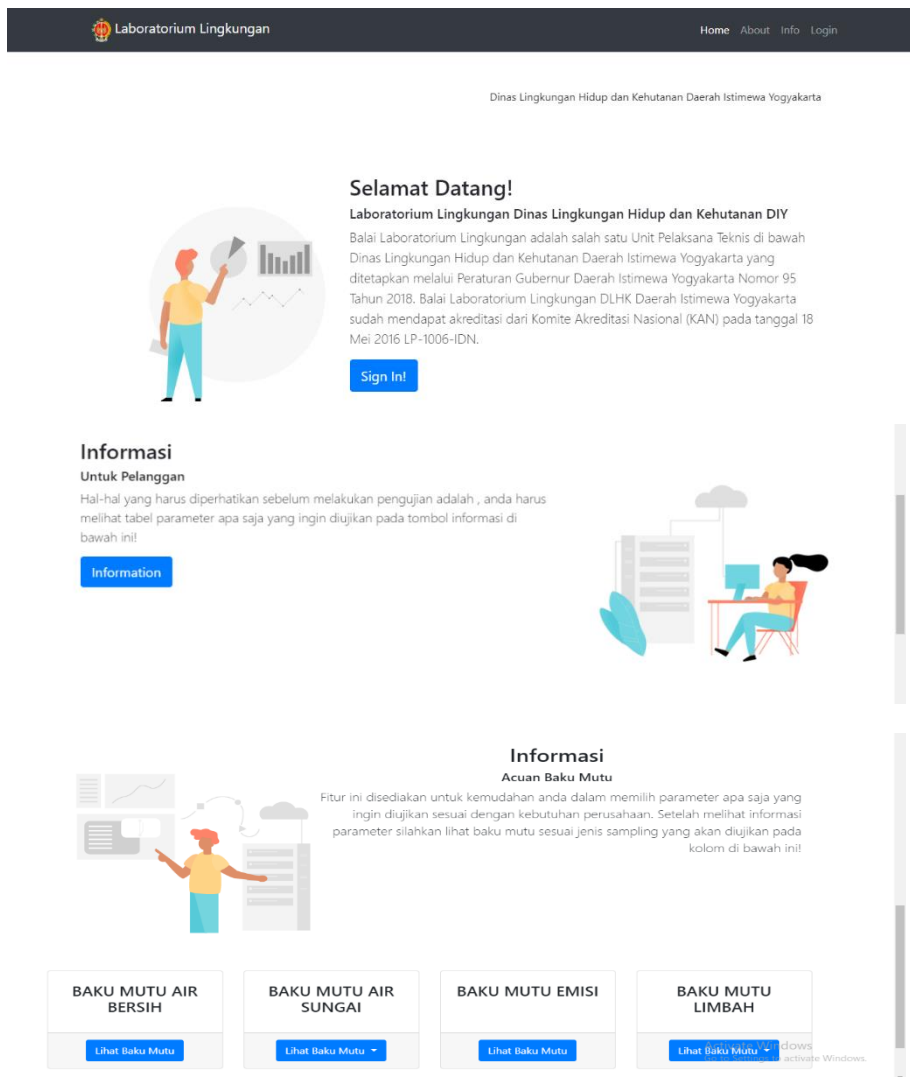 Laboratorium Lingkungan
Home About Info Login
Dinas Lingkungan Hidup dan Kehutanan Daerah Istimewa Yogyakarta
Selamat Datang!
Laboratorium Lingkungan Dinas Lingkungan Hidup dan Kehutanan DIY
Balai Laboratorium Lingkungan adalah salah satu Unit Pelaksana Teknis di bawah
Dinas Lingkungan Hidup dan Kehutanan Daerah Istimewa Yogyakarta yang
ditetapkan melalui Peraturan Gubernur Daerah Istimewa Yogyakarta Nomor 95
Tahun 2018. Balai Laboratorium Lingkungan DLHK Daerah Istimewa Yogyakarta
sudah mendapat akreditasi dari Komite Akreditasi Nasional (KAN) pada tanggal 18
Mei 2016 LP-1006-IDN.
Sign In!
Informasi
Untuk Pelanggan
Hal-hal yang harus diperhatikan sebelum melakukan pengujian adalah , anda harus
melihat tabel parameter apa saja yang ingin diujikan pada tombol informasi di
bawah ini!
Information
Informasi
Acuan Baku Mutu
Fitur ini disediakan untuk kemudahan anda dalam memilih parameter apa saja yang
ingin diujikan sesuai dengan kebutuhan perusahaan. Setelah melihat informasi
parameter silahkan lihat baku mutu sesuai jenis sampling yang akan diujikan pada
kolom di bawah ini!
BAKU MUTU AIR
BERSIH
Lihat Baku Mutu
BAKU MUTU AIR
SUNGAI
Lihat Baku Mutu
BAKU MUTU EMISI
Lihat Baku Mutu
BAKU MUTU
LIMBAH
Lihat Baku Mutu
Activate Windows
Go to Settings to activate Windows.